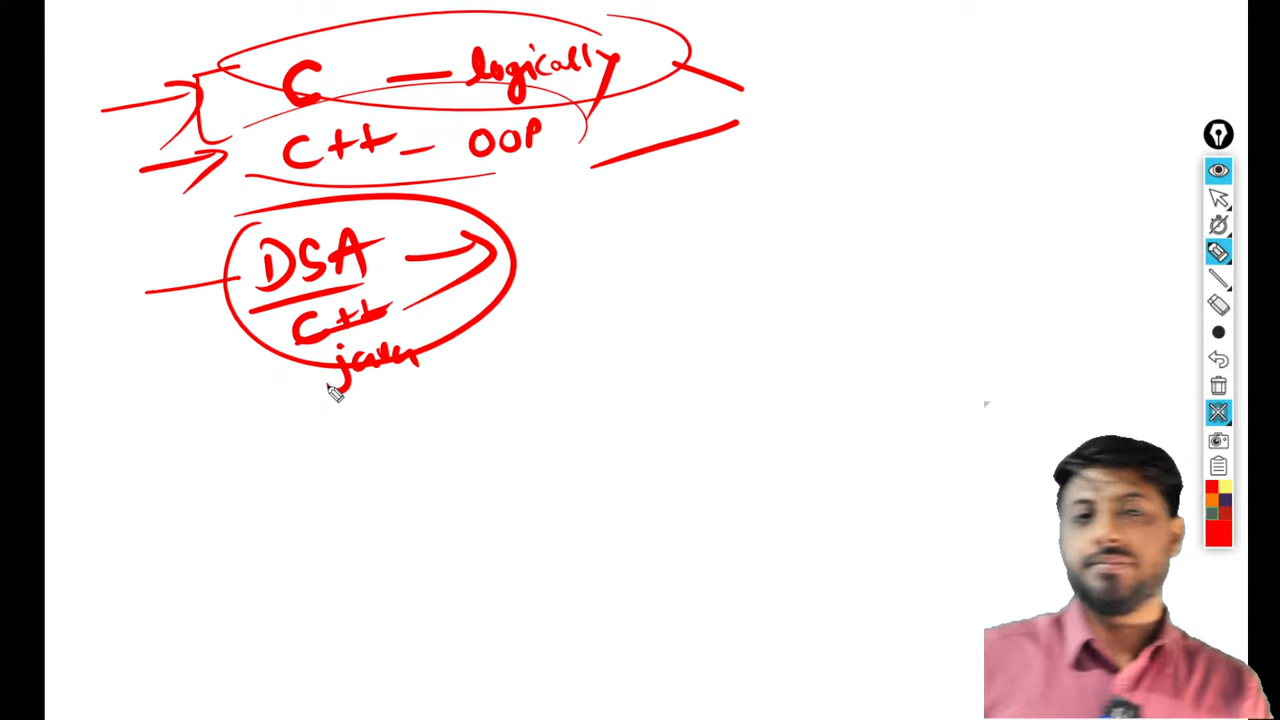 C — logically
C++ – OOP
DSA
C++
java